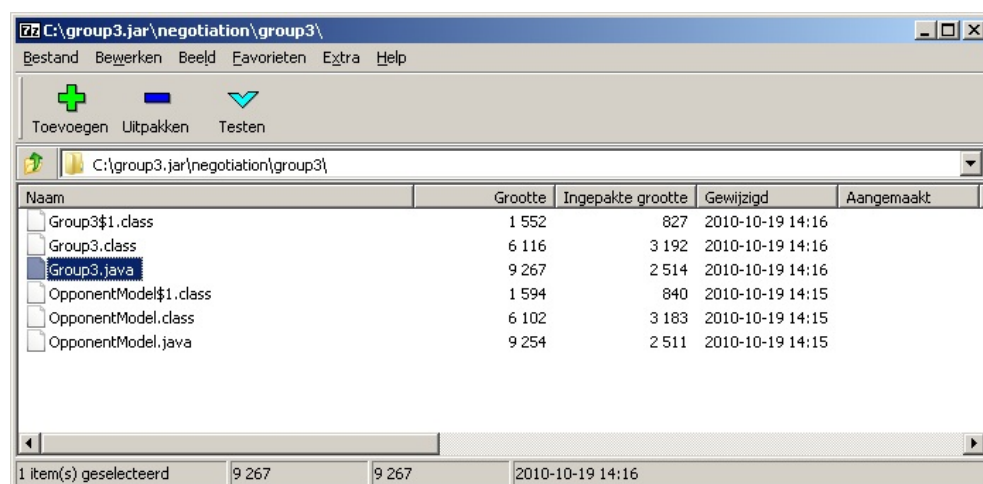 7z C:\group3.jar\negotiation\group3\
Bestand Bewerken Beeld Favorieten Extra Help
Toevoegen Uitpakken Testen
C:\group3.jar\negotiation\group3\
Naam Grootte Ingepakte grootte Gewijzigd Aangemaakt
Group3$1.class 1 552 827 2010-10-19 14:16
Group3.class 6 116 3 192 2010-10-19 14:16
Group3.java 9 267 2 514 2010-10-19 14:16
OpponentModel$1.class 1 594 840 2010-10-19 14:15
OpponentModel.class 6 102 3 183 2010-10-19 14:15
OpponentModel.java 9 254 2 511 2010-10-19 14:15
1 item(s) geselecteerd 9 267 9 267 2010-10-19 14:16